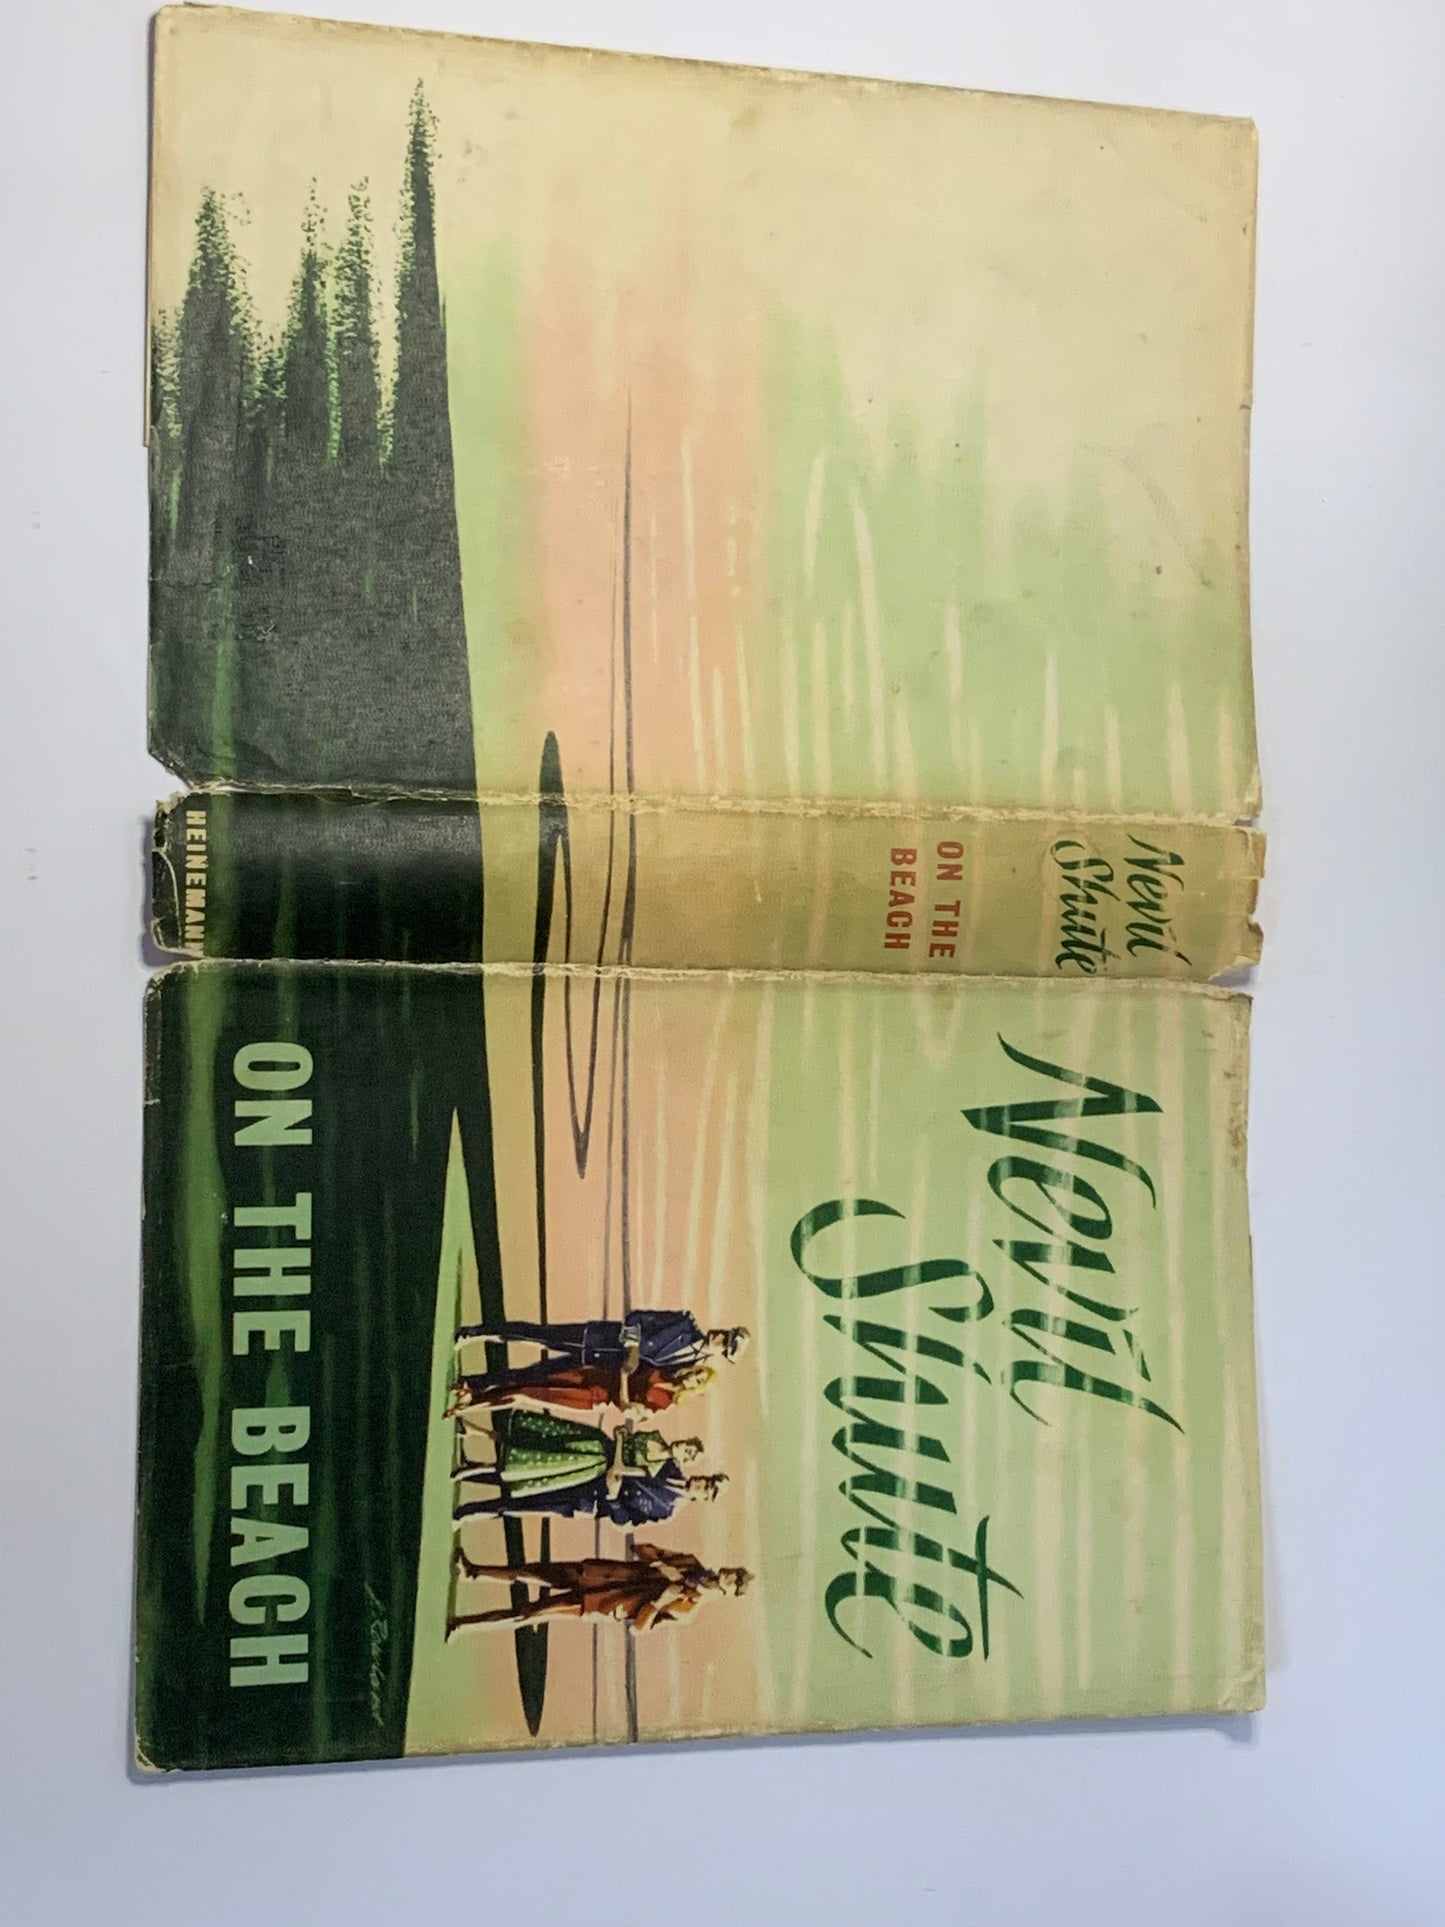 Nevil
Shute
ON THE BEACH
Nevil
Shute
ON THE
BEACH
HEINEMANN